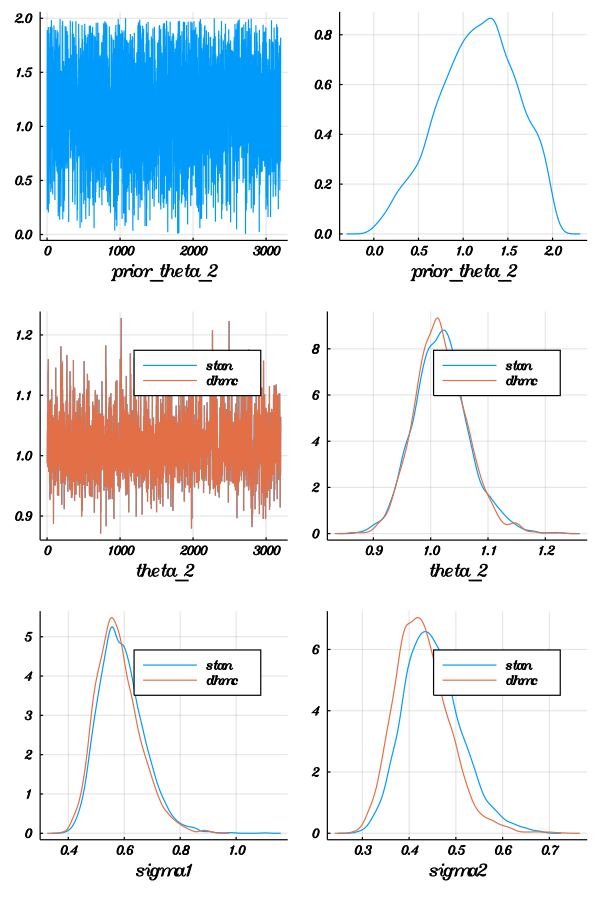 2.0
1.5
1.0
0.5
0.0
0 1000 2000 3000
prior_theta_2
0.8
0.6
0.4
0.2
0.0
0.0 0.5 1.0 1.5 2.0
prior_theta_2
1.2
1.1
1.0
0.9
stan
dhmc
0 1000 2000 3000
theta_2
8
6
4
2
0
stan
dhmc
0.9 1.0 1.1 1.2
theta_2
5
4
3
2
1
0
stan
dhmc
0.4 0.6 0.8 1.0
sigma1
6
4
2
0
stan
dhmc
0.3 0.4 0.5 0.6 0.7
sigma2